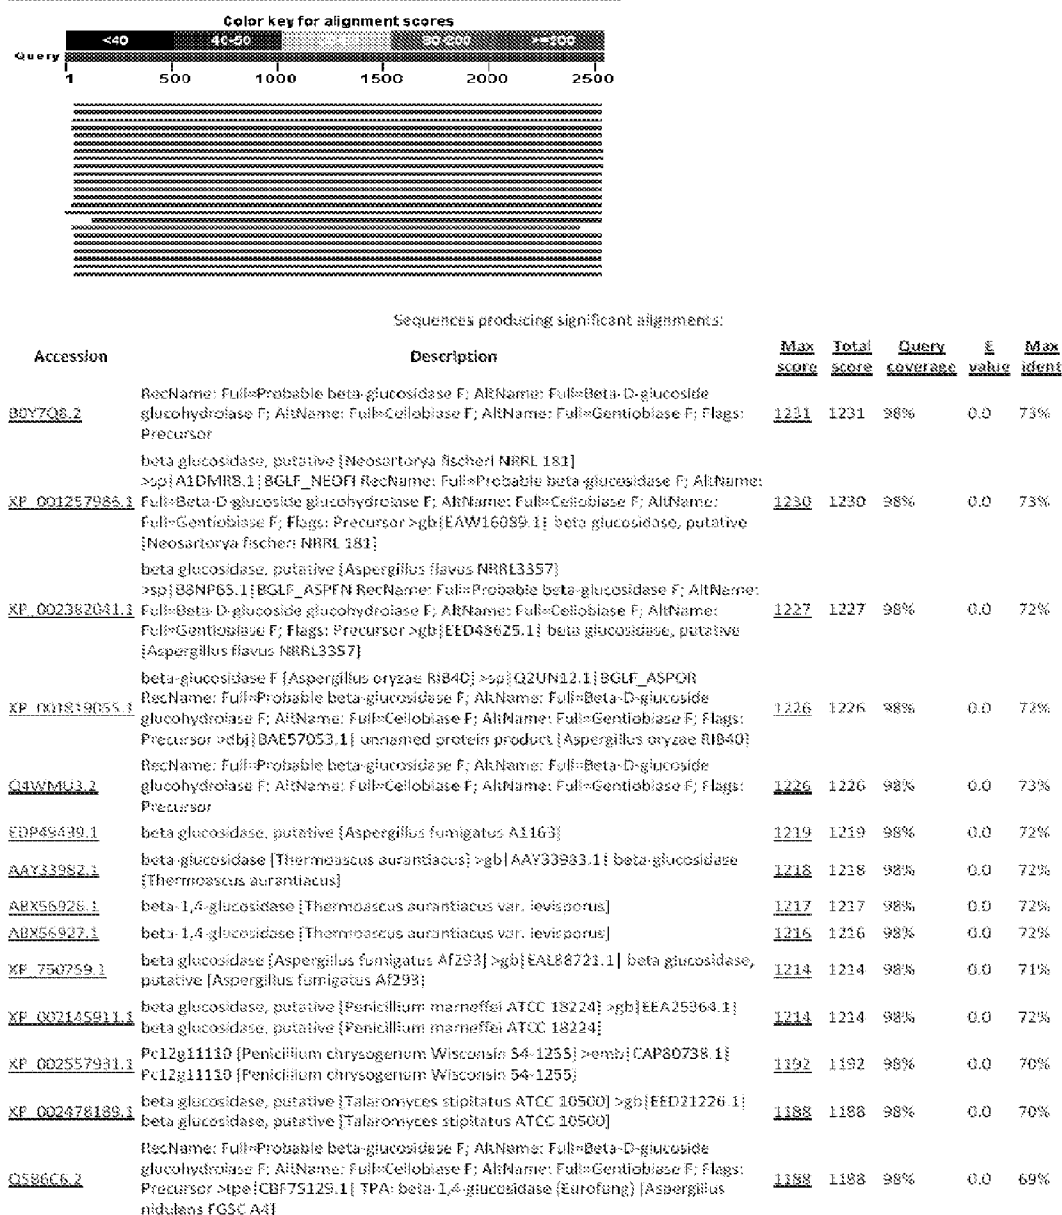 Color key for alignment scores
<40 40-50 80-200 >=200
Query
1 500 1000 1500 2000 2500
Sequences producing significant alignments:
Accession Description Max score Total score Query coverage E value Max ident
RecName: Full=Probable beta-glucosidase F; AltName: Full=Beta-D-glucoside
B0Y7Q8.2 glucohydrolase F; AltName: Full=Cellobiase F; AltName: Full=Gentiobiase F; Flags: 1231 1231 98% 0.0 73%
Precursor
beta glucosidase, putative [Neosartorya fischeri NRRL 181]
>sp|A1DMR8.1|BGLF_NEOFI RecName: Full=Probable beta-glucosidase F; AltName:
XP_001257986.1 Full=Beta-D-glucoside glucohydrolase F; AltName: Full=Cellobiase F; AltName: 1230 1230 98% 0.0 73%
Full=Gentiobiase F; Flags: Precursor >gb|EAW16089.1| beta glucosidase, putative
[Neosartorya fischeri NRRL 181]
beta glucosidase, putative [Aspergillus flavus NRRL3357]
>sp|B8NP65.1|BGLF_ASPFN RecName: Full=Probable beta-glucosidase F; AltName:
XP_002382041.1 Full=Beta-D-glucoside glucohydrolase F; AltName: Full=Cellobiase F; AltName: 1227 1227 98% 0.0 72%
Full=Gentiobiase F; Flags: Precursor >gb|EED48625.1| beta glucosidase, putative
[Aspergillus flavus NRRL3357]
beta-glucosidase F [Aspergillus oryzae RIB40] >sp|Q2UN12.1|BGLF_ASPOR
XP_001819055.1 RecName: Full=Probable beta-glucosidase F; AltName: Full=Beta-D-glucoside 1226 1226 98% 0.0 72%
glucohydrolase F; AltName: Full=Cellobiase F; AltName: Full=Gentiobiase F; Flags:
Precursor >dbj|BAE57053.1| unnamed protein product [Aspergillus oryzae RIB40]
RecName: Full=Probable beta-glucosidase F; AltName: Full=Beta-D-glucoside
Q4WMU3.2 glucohydrolase F; AltName: Full=Cellobiase F; AltName: Full=Gentiobiase F; Flags: 1226 1226 98% 0.0 73%
Precursor
EDP49439.1 beta glucosidase, putative [Aspergillus fumigatus A1163] 1219 1219 98% 0.0 72%
AAY33982.1 beta-glucosidase [Thermoascus aurantiacus] >gb|AAY33983.1| beta-glucosidase 1218 1218 98% 0.0 72%
[Thermoascus aurantiacus]
ABX56926.1 beta-1,4-glucosidase [Thermoascus aurantiacus var. levisporus] 1217 1217 98% 0.0 72%
ABX56927.1 beta-1,4-glucosidase [Thermoascus aurantiacus var. levisporus] 1216 1216 98% 0.0 72%
XP_750759.1 beta glucosidase [Aspergillus fumigatus Af293] >gb|EAL88721.1| beta glucosidase, 1214 1214 98% 0.0 71%
putative [Aspergillus fumigatus Af293]
XP_002145911.1 beta glucosidase, putative [Penicillium marneffei ATCC 18224] >gb|EEA25364.1| 1214 1214 98% 0.0 72%
beta glucosidase, putative [Penicillium marneffei ATCC 18224]
XP_002557931.1 Pc12g11110 [Penicillium chrysogenum Wisconsin 54-1255] >emb|CAP80738.1| 1192 1192 98% 0.0 70%
Pc12g11110 [Penicillium chrysogenum Wisconsin 54-1255]
XP_002478189.1 beta glucosidase, putative [Talaromyces stipitatus ATCC 10500] >gb|EED21226.1| 1188 1188 98% 0.0 70%
beta glucosidase, putative [Talaromyces stipitatus ATCC 10500]
RecName: Full=Probable beta-glucosidase F; AltName: Full=Beta-D-glucoside
Q5B6C6.2 glucohydrolase F; AltName: Full=Cellobiase F; AltName: Full=Gentiobiase F; Flags: 1188 1188 98% 0.0 69%
Precursor >tpe|CBF75129.1| TPA: beta-1,4-glucosidase (Eurofung) [Aspergillus
nidulans FGSC A4]